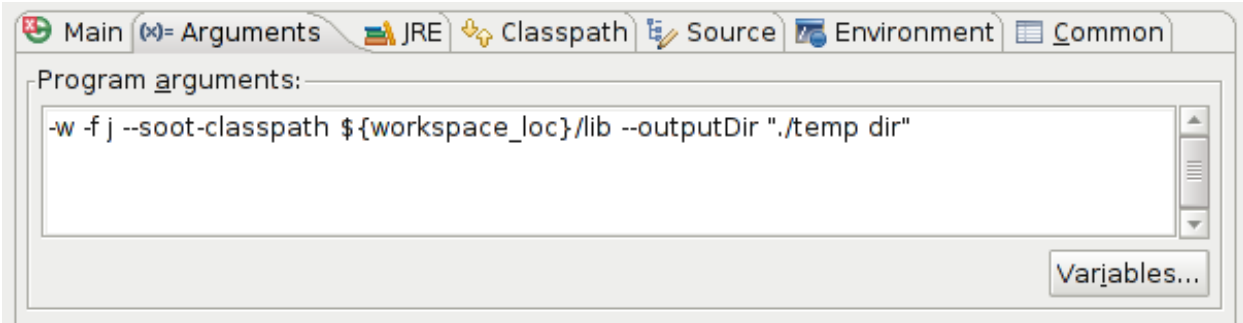 Main (x)= Arguments JRE Classpath Source Environment Common
Program arguments:
-w -f j --soot-classpath ${workspace_loc}/lib --outputDir "./temp dir"
Variables...